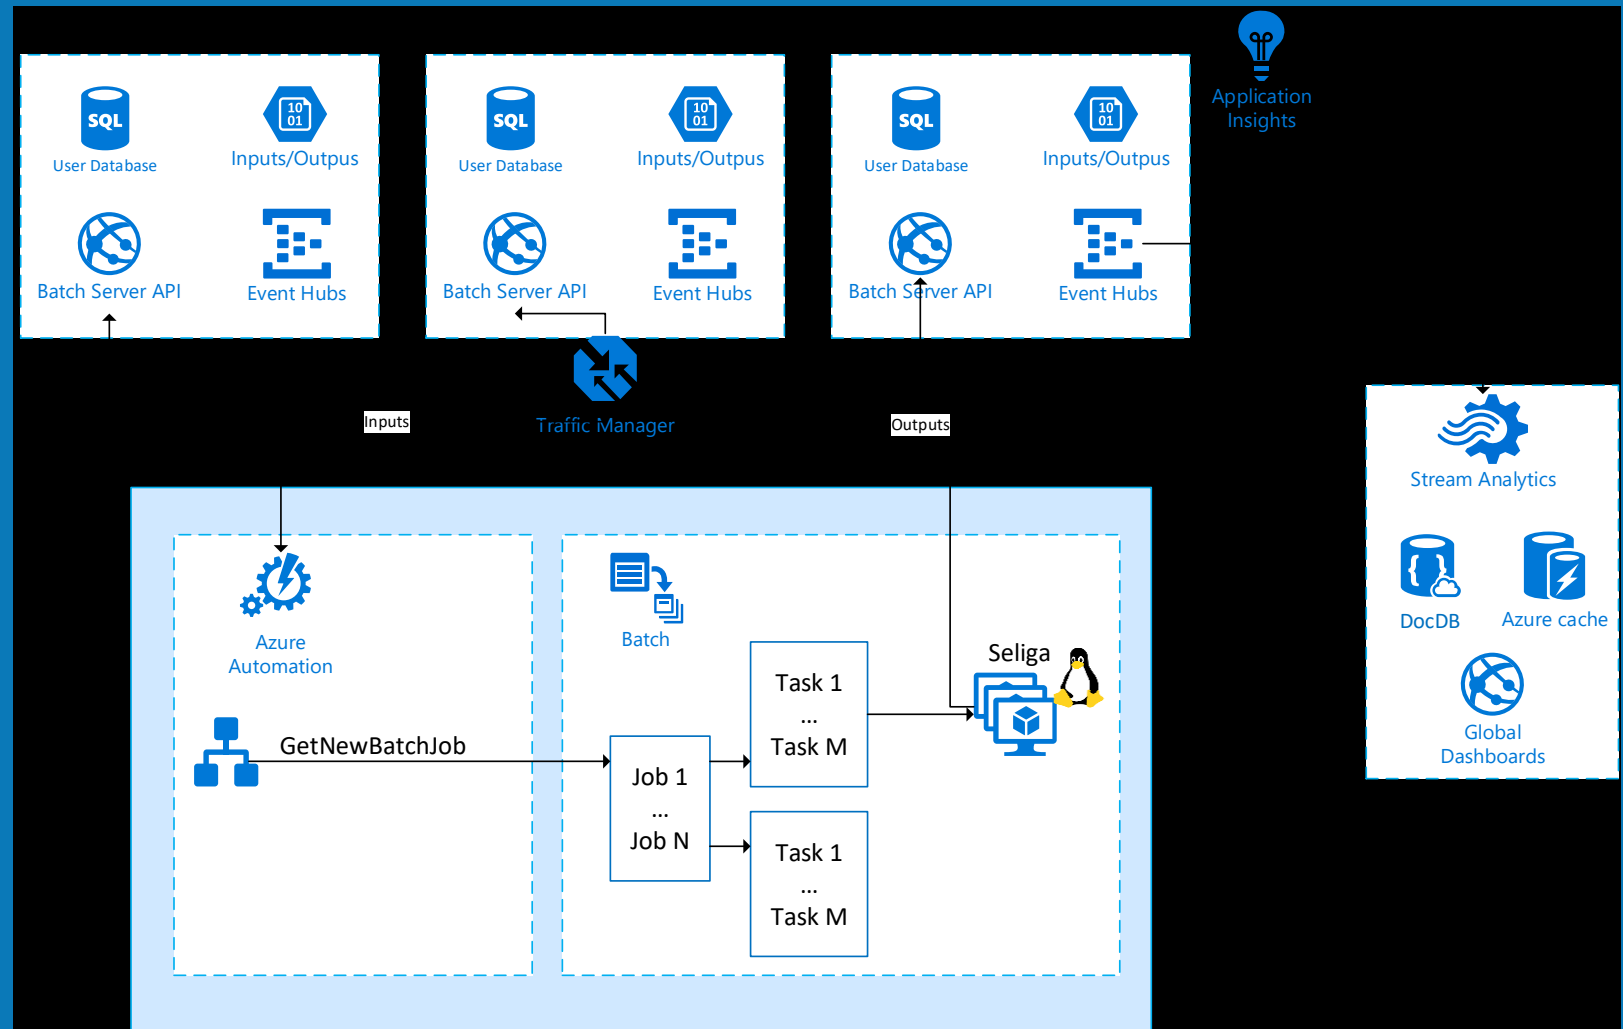 Application
Insights
SQL
User Database
10
01
Inputs/Outpus
Batch Server API
Event Hubs
SQL
User Database
10
01
Inputs/Outpus
Batch Server API
Event Hubs
SQL
User Database
10
01
Inputs/Outpus
Batch Server API
Event Hubs
Inputs
Traffic Manager
Outputs
Stream Analytics
{ }
DocDB
Azure cache
Global
Dashboards
Azure
Automation
GetNewBatchJob
Batch
Job 1
...
Job N
Task 1
...
Task M
Task 1
...
Task M
Seliga